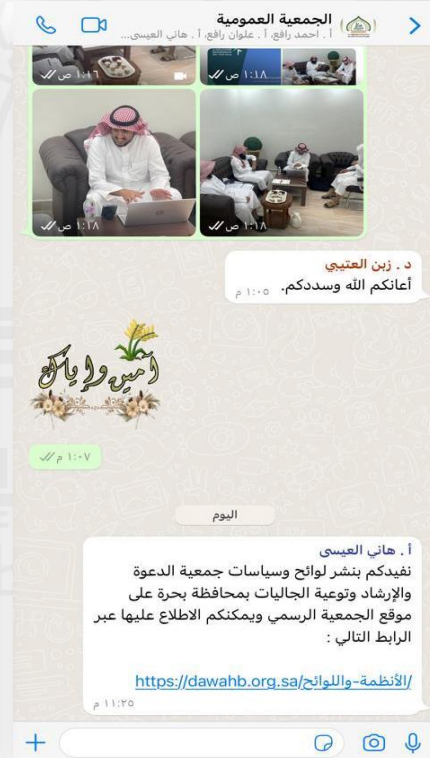 الجمعية العمومية
أ . احمد رافع، أ . علوان رافع، أ . هاني العيسى...
١:١٦ ص
١:١٨ ص
١:١٨ ص
١:١٨ ص
د . زبن العتيبي
أعانكم الله وسددكم.
١:٠٥ م
آمين وإياك
١:٠٧ م
اليوم
أ . هاني العيسى
نفيدكم بنشر لوائح وسياسات جمعية الدعوة
والإرشاد وتوعية الجاليات بمحافظة بحرة على
موقع الجمعية الرسمي ويمكنكم الاطلاع عليها عبر
الرابط التالي :
https://dawahb.org.sa/الأنظمة-واللوائح/
١١:٢٥ م